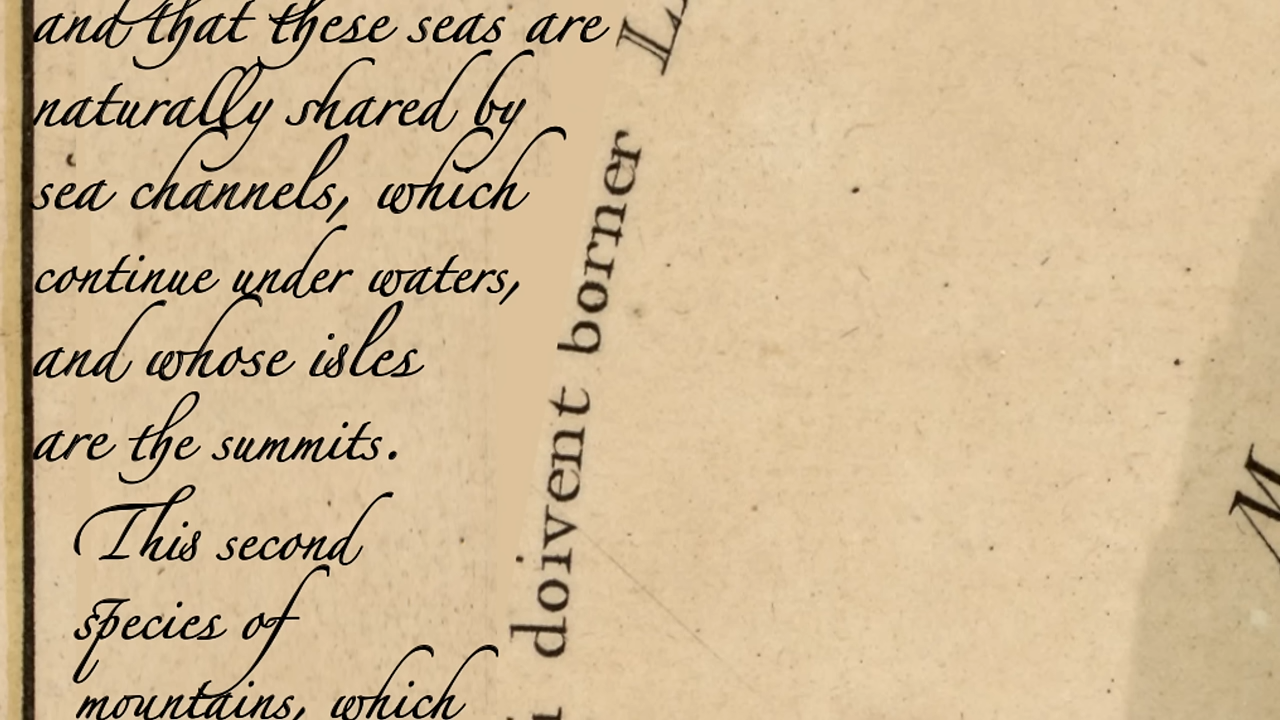 and that these seas are
naturally shared by
sea channels, which
continue under waters,
and whose isles
are the summits.
This second
species of
mountains, which
doivent borner